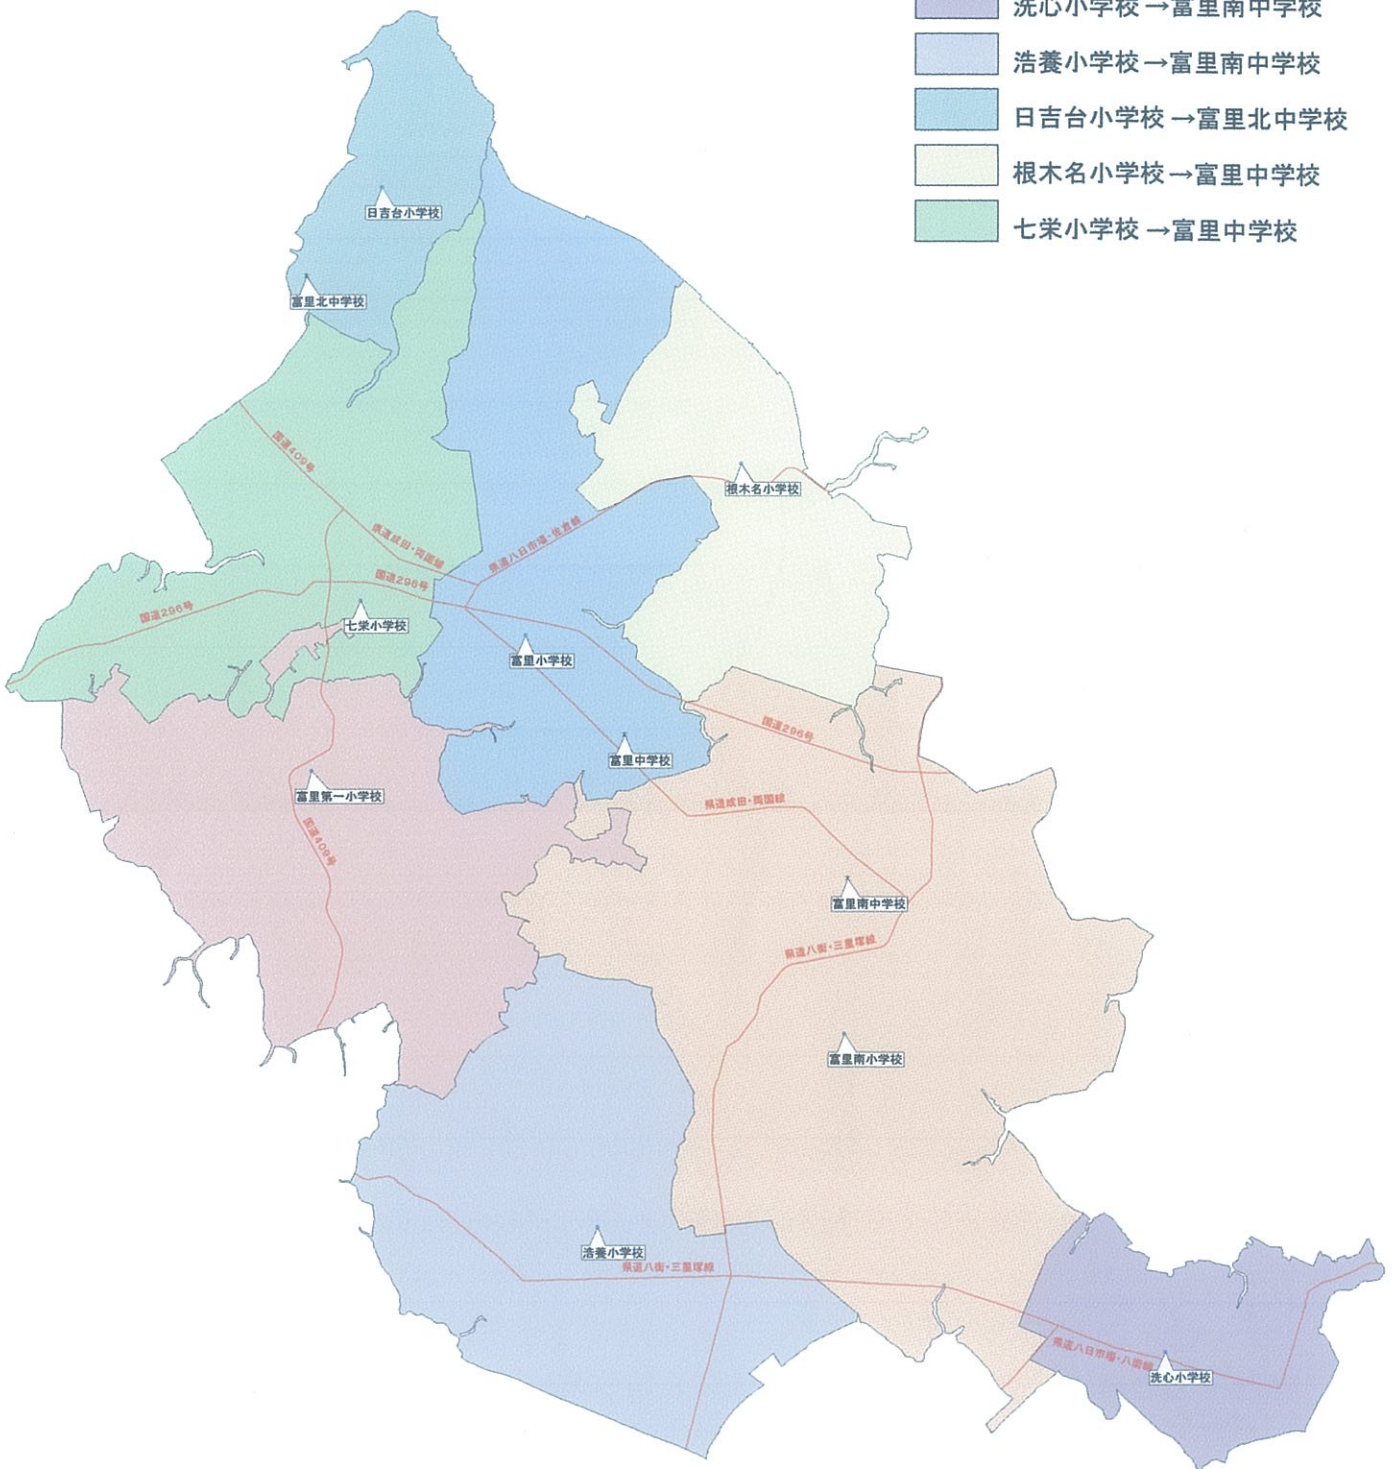 洗心小学校→富里南中学校
浩養小学校→富里南中学校
日吉台小学校→富里北中学校
根木名小学校→富里中学校
七栄小学校→富里中学校
日吉台小学校
富里北中学校
国道409号
根木名小学校
県道成田・両国線
県道八日市場・佐倉線
国道296号
国道296号
七栄小学校
富里小学校
国道296号
富里中学校
富里第一小学校
県道成田・両国線
国道409号
富里南中学校
県道八街・三里塚線
富里南小学校
浩養小学校
県道八街・三里塚線
県道八日市場・八街線
洗心小学校